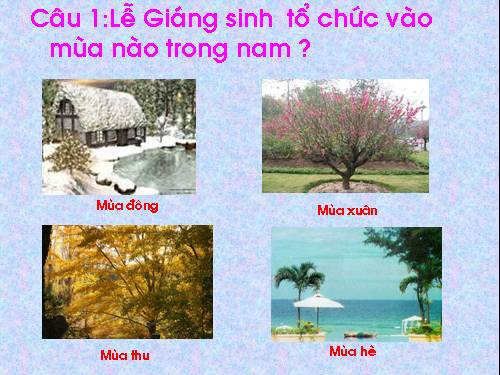 Câu 1:Lễ Giáng sinh tổ chức vào
mùa nào trong nam ?
Mùa đông
Mùa xuân
Mùa thu
Mùa hè